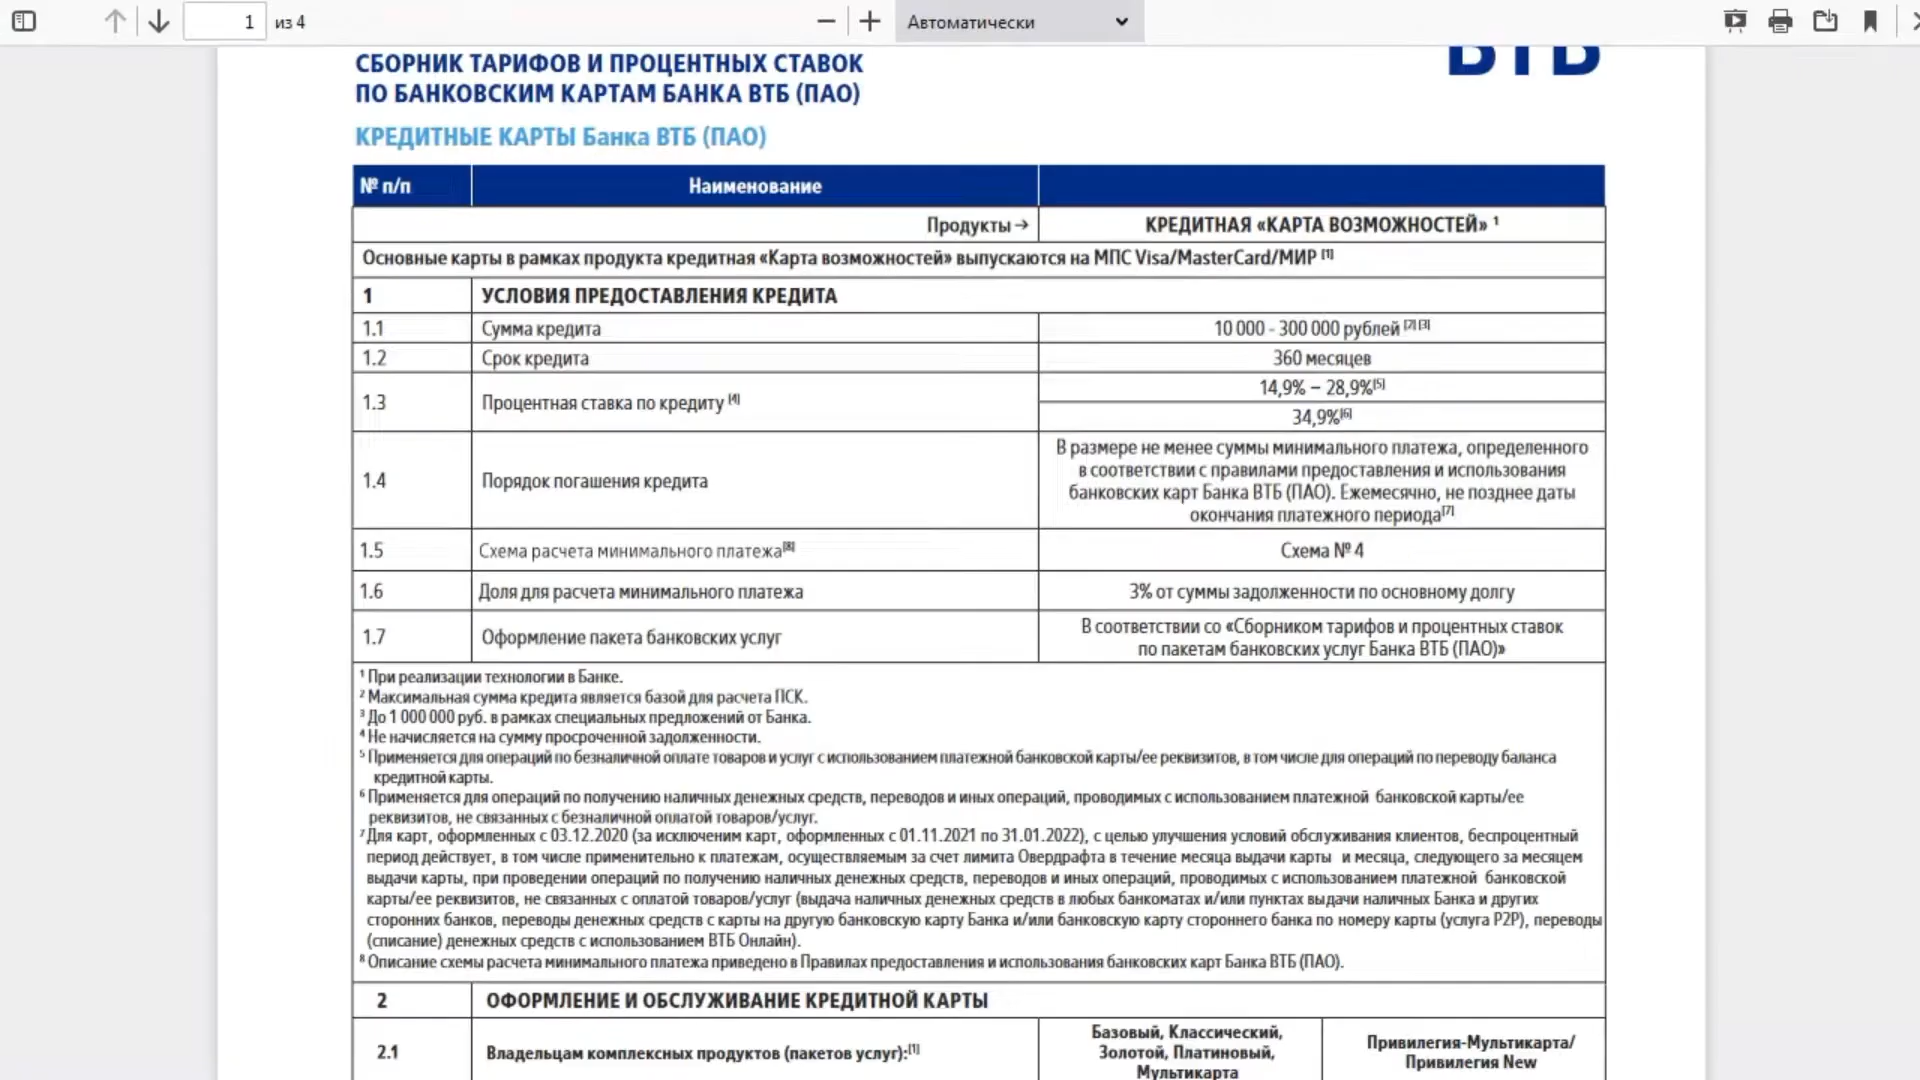 1 из 4 Автоматически
СБОРНИК ТАРИФОВ И ПРОЦЕНТНЫХ СТАВОК
ПО БАНКОВСКИМ КАРТАМ БАНКА ВТБ (ПАО)
ВТБ
КРЕДИТНЫЕ КАРТЫ Банка ВТБ (ПАО)
№ п/п Наименование
Продукты → КРЕДИТНАЯ «КАРТА ВОЗМОЖНОСТЕЙ» ¹
Основные карты в рамках продукта кредитная «Карта возможностей» выпускаются на МПС Visa/MasterCard/МИР [1]
1 УСЛОВИЯ ПРЕДОСТАВЛЕНИЯ КРЕДИТА
1.1 Сумма кредита 10 000 - 300 000 рублей [2] [3]
1.2 Срок кредита 360 месяцев
1.3 Процентная ставка по кредиту [4] 14,9% – 28,9%[5]
34,9%[6]
1.4 Порядок погашения кредита В размере не менее суммы минимального платежа, определенного
в соответствии с правилами предоставления и использования
банковских карт Банка ВТБ (ПАО). Ежемесячно, не позднее даты
окончания платежного периода[7]
1.5 Схема расчета минимального платежа[8] Схема № 4
1.6 Доля для расчета минимального платежа 3% от суммы задолженности по основному долгу
1.7 Оформление пакета банковских услуг В соответствии со «Сборником тарифов и процентных ставок
по пакетам банковских услуг Банка ВТБ (ПАО)»
¹ При реализации технологии в Банке.
² Максимальная сумма кредита является базой для расчета ПСК.
³ До 1 000 000 руб. в рамках специальных предложений от Банка.
⁴ Не начисляется на сумму просроченной задолженности.
⁵ Применяется для операций по безналичной оплате товаров и услуг с использованием платежной банковской карты/ее реквизитов, в том числе для операций по переводу баланса
кредитной карты.
⁶ Применяется для операций по получению наличных денежных средств, переводов и иных операций, проводимых с использованием платежной банковской карты/ее
реквизитов, не связанных с безналичной оплатой товаров/услуг.
⁷ Для карт, оформленных с 03.12.2020 (за исключеним карт, оформленных с 01.11.2021 по 31.01.2022), с целью улучшения условий обслуживания клиентов, беспроцентный
период действует, в том числе применительно к платежам, осуществляемым за счет лимита Овердрафта в течение месяца выдачи карты и месяца, следующего за месяцем
выдачи карты, при проведении операций по получению наличных денежных средств, переводов и иных операций, проводимых с использованием платежной банковской
карты/ее реквизитов, не связанных с оплатой товаров/услуг (выдача наличных денежных средств в любых банкоматах и/или пунктах выдачи наличных Банка и других
сторонних банков, переводы денежных средств с карты на другую банковскую карту Банка и/или банковскую карту стороннего банка по номеру карты (услуга P2P), переводы
(списание) денежных средств с использованием ВТБ Онлайн).
⁸ Описание схемы расчета минимального платежа приведено в Правилах предоставления и использования банковских карт Банка ВТБ (ПАО).
2 ОФОРМЛЕНИЕ И ОБСЛУЖИВАНИЕ КРЕДИТНОЙ КАРТЫ
2.1 Владельцам комплексных продуктов (пакетов услуг):[1]
Базовый, Классический,
Золотой, Платиновый,
Мультикарта
Привилегия-Мультикарта/
Привилегия New